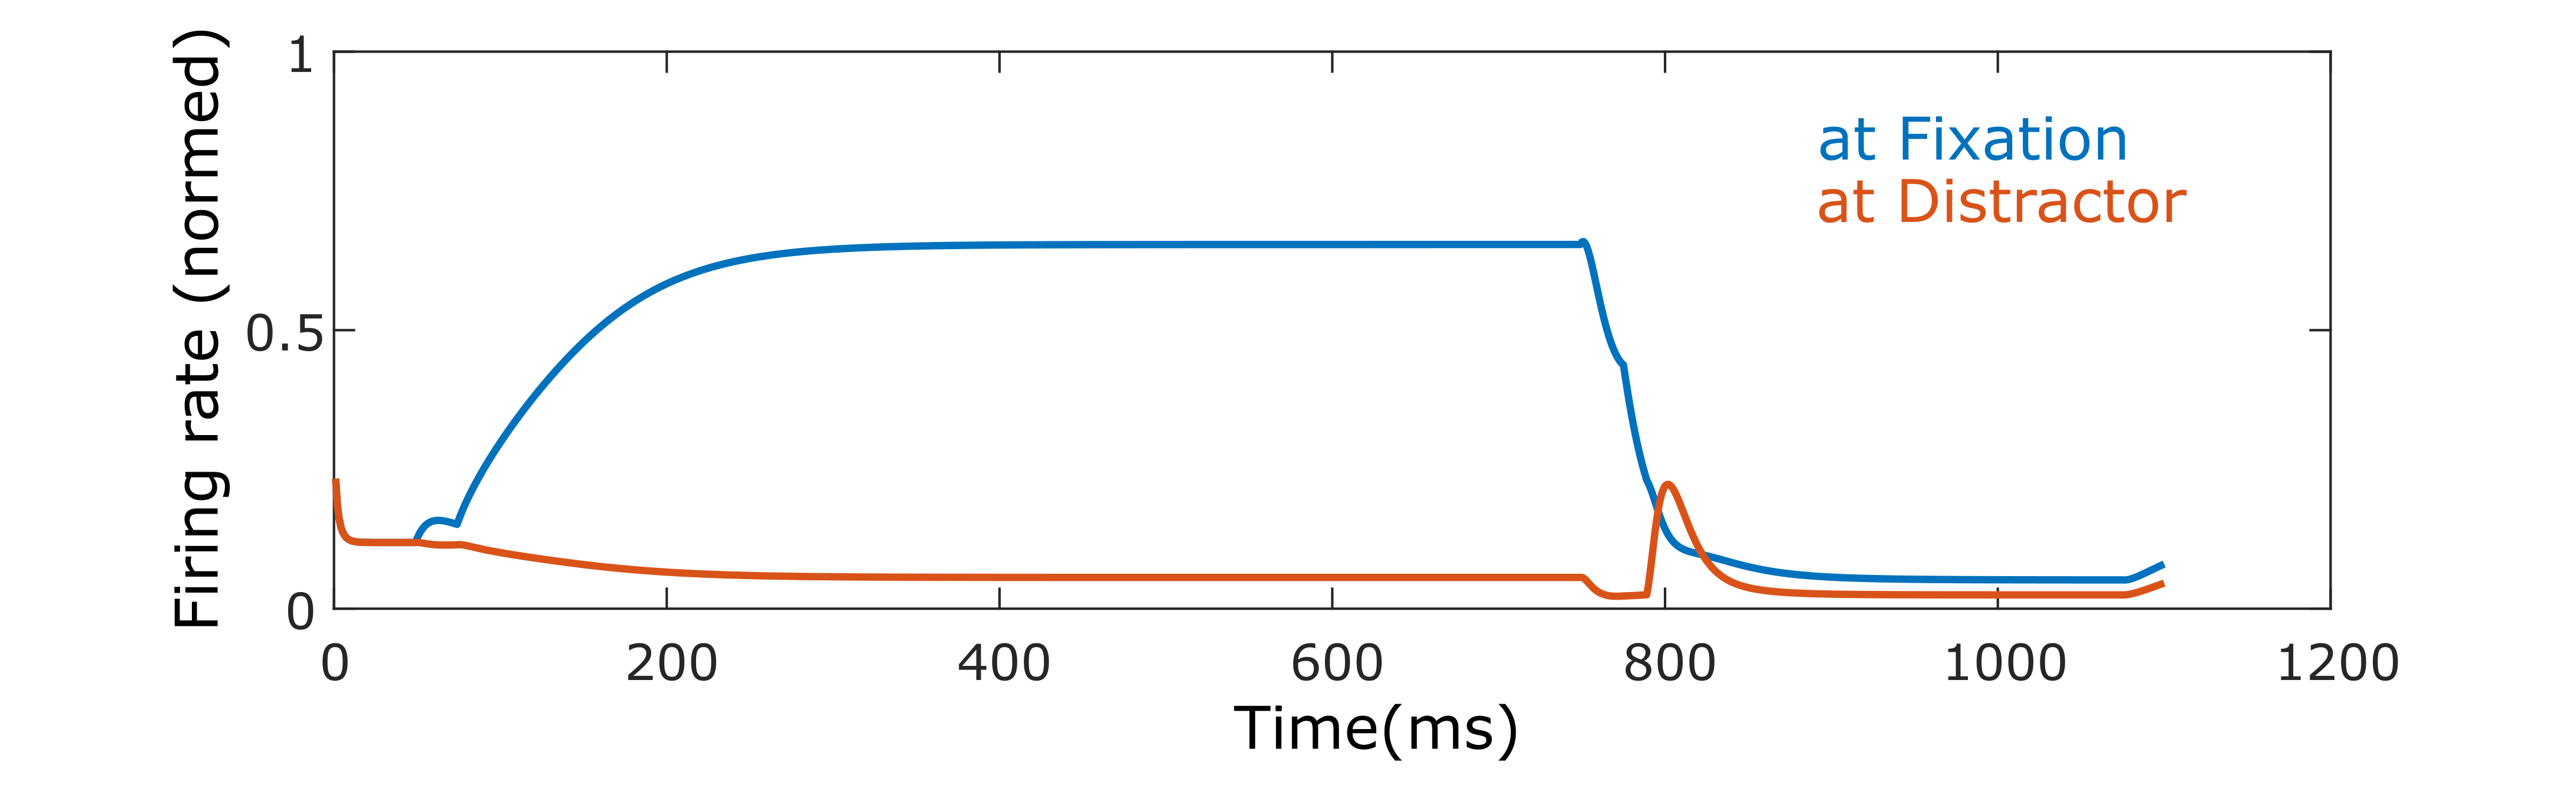 Firing rate (normed)
1
0.5
0
at Fixation
at Distractor
0 200 400 600 800 1000 1200
Time(ms)